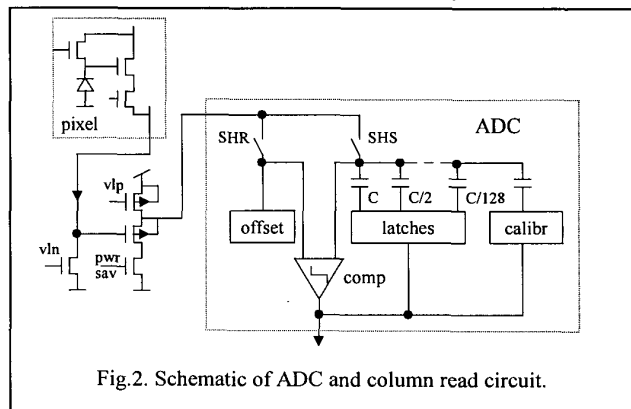 pixel
ADC
SHR
SHS
vlp
C
C/2
C/128
offset
latches
calibr
vln
pwr
sav
comp
Fig.2. Schematic of ADC and column read circuit.